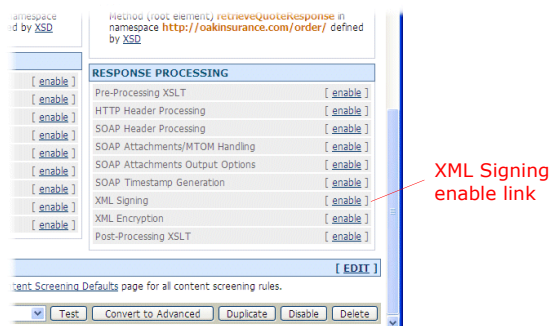 namespace
ed by XSD
Method (root element) retrieveQuoteResponse in
namespace http://oakinsurance.com/order/ defined
by XSD
[ enable ]
[ enable ]
[ enable ]
[ enable ]
[ enable ]
[ enable ]
[ enable ]
[ enable ]
[ enable ]
RESPONSE PROCESSING
Pre-Processing XSLT [ enable ]
HTTP Header Processing [ enable ]
SOAP Header Processing [ enable ]
SOAP Attachments/MTOM Handling [ enable ]
SOAP Attachments Output Options [ enable ]
SOAP Timestamp Generation [ enable ]
XML Signing [ enable ]
XML Encryption [ enable ]
Post-Processing XSLT [ enable ]
XML Signing
enable link
[ EDIT ]
tent Screening Defaults page for all content screening rules.
Test Convert to Advanced Duplicate Disable Delete